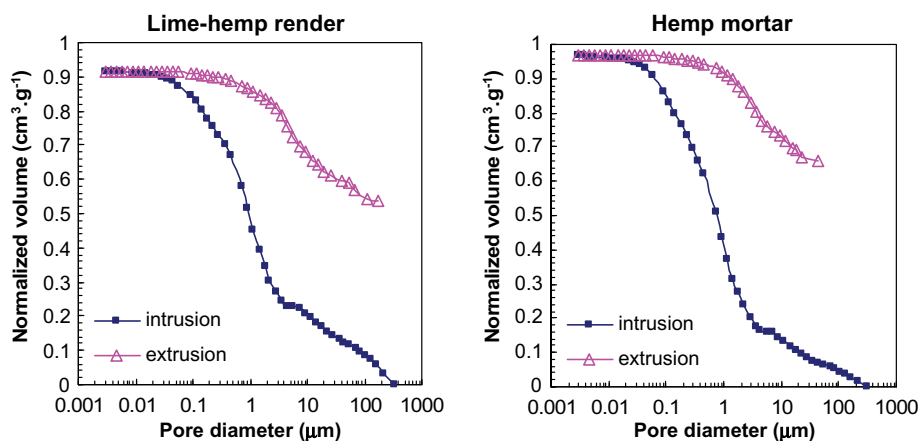 Lime-hemp render
Normalized volume (cm³.g⁻¹)
1
0.9
0.8
0.7
0.6
0.5
0.4
0.3
0.2
0.1
0
intrusion
extrusion
0.001 0.01 0.1 1 10 100 1000
Pore diameter (μm)
Hemp mortar
Normalized volume (cm³.g⁻¹)
1
0.9
0.8
0.7
0.6
0.5
0.4
0.3
0.2
0.1
0
intrusion
extrusion
0.001 0.01 0.1 1 10 100 1000
Pore diameter (μm)